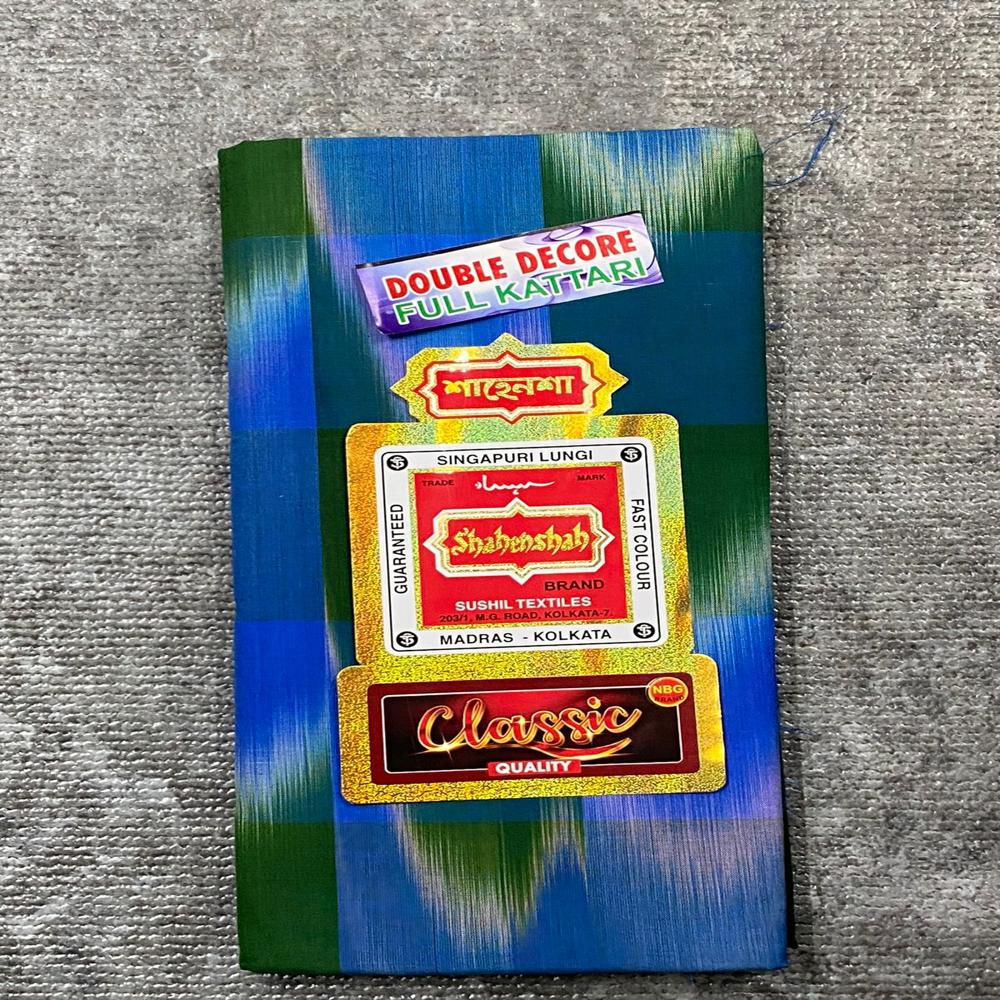 DOUBLE DECORE
FULL KATTARI
শাহেনশা
SINGAPURI LUNGI
TRADE MARK
GUARANTEED
FAST COLOUR
Shahenshah
BRAND
SUSHIL TEXTILES
203/1, M.G. ROAD, KOLKATA-7.
MADRAS - KOLKATA
NBG
BRAND
Classic
QUALITY